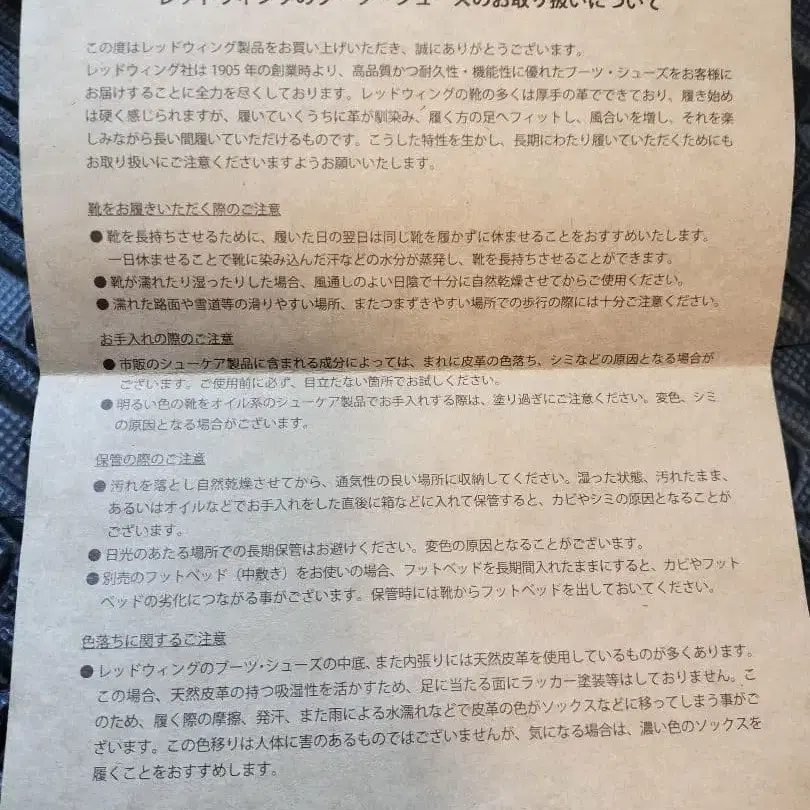 レッドウィングのブーツ・シューズのお取り扱いについて
この度はレッドウィング製品をお買い上げいただき、誠にありがとうございます。
レッドウィング社は 1905 年の創業時より、高品質かつ耐久性・機能性に優れたブーツ・シューズをお客様に
お届けすることに全力を尽くしております。レッドウィングの靴の多くは厚手の革でできており、履き始め
は硬く感じられますが、履いていくうちに革が馴染み、履く方の足へフィットし、風合いを増し、それを楽
しみながら長い間履いていただけるものです。こうした特性を生かし、長期にわたり履いていただくためにも
お取り扱いにご注意くださいますようお願いいたします。
靴をお履きいただく際のご注意
● 靴を長持ちさせるために、履いた日の翌日は同じ靴を履かずに休ませることをおすすめいたします。
一日休ませることで靴に染み込んだ汗などの水分が蒸発し、靴を長持ちさせることができます。
● 靴が濡れたり湿ったりした場合、風通しのよい日陰で十分に自然乾燥させてからご使用ください。
● 濡れた路面や雪道等の滑りやすい場所、またつまずきやすい場所での歩行の際には十分ご注意ください。
お手入れの際のご注意
● 市販のシューケア製品に含まれる成分によっては、まれに皮革の色落ち、シミなどの原因となる場合が
ございます。ご使用前に必ず、目立たない箇所でお試しください。
● 明るい色の靴をオイル系のシューケア製品でお手入れする際は、塗り過ぎにご注意ください。変色、シミ
の原因となる場合がございます。
保管の際のご注意
● 汚れを落とし自然乾燥させてから、通気性の良い場所に収納してください。湿った状態、汚れたまま、
あるいはオイルなどでお手入れをした直後に箱などに入れて保管すると、カビやシミの原因となることが
ございます。
● 日光のあたる場所での長期保管はお避けください。変色の原因となることがございます。
● 別売のフットベッド（中敷き）をお使いの場合、フットベッドを長期間入れたままにすると、カビやフット
ベッドの劣化につながる事がございます。保管時には靴からフットベッドを出しておいてください。
色落ちに関するご注意
● レッドウィングのブーツ・シューズの中底、また内張りには天然皮革を使用しているものが多くあります。
この場合、天然皮革の持つ吸湿性を活かすため、足に当たる面にラッカー塗装等はしておりません。こ
のため、履く際の摩擦、発汗、また雨による水濡れなどで皮革の色がソックスなどに移ってしまう事がご
ざいます。この色移りは人体に害のあるものではございませんが、気になる場合は、濃い色のソックスを
履くことをおすすめします。